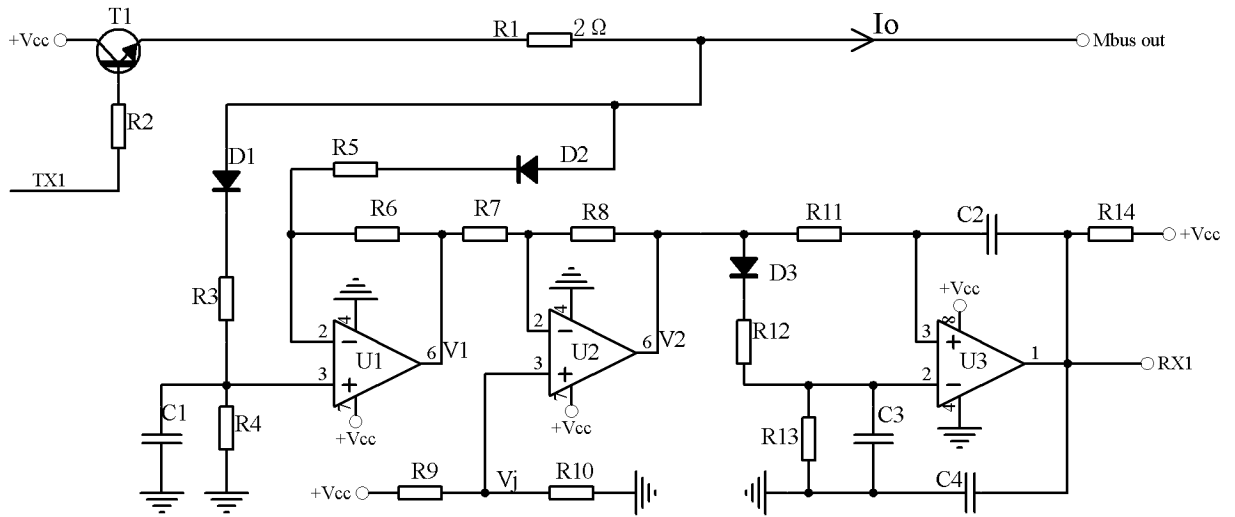 T1
+Vcc
R1 2Ω
Io
Mbus out
R2
TX1
D1
R5
D2
R6
R7
R8
R11
C2
R14
+Vcc
D3
+Vcc
R3
4
4
8
R12
2
−
U1
6
V1
2
−
U2
6
V2
3
+
U3
1
RX1
3
+
3
+
2
−
7
7
4
C1
R4
+Vcc
+Vcc
R13
C3
R9
Vj
R10
C4
+Vcc